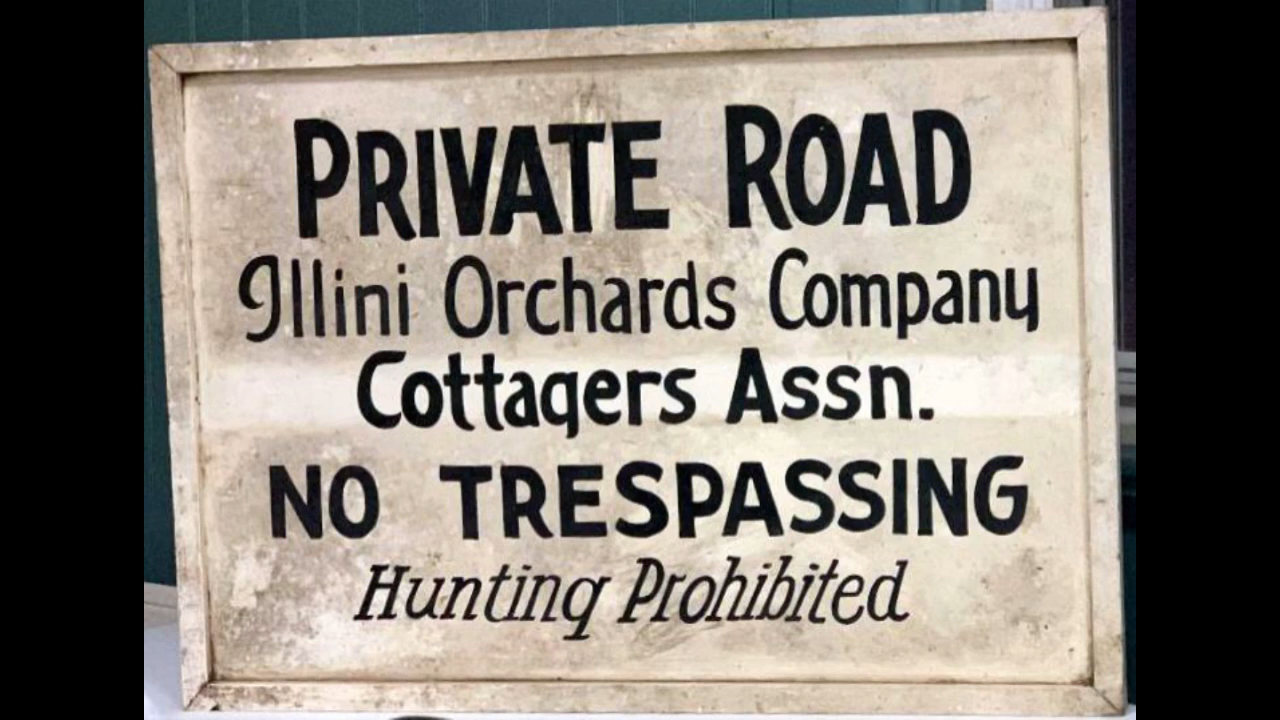 PRIVATE ROAD
Illini Orchards Company
Cottagers Assn.
NO TRESPASSING
Hunting Prohibited